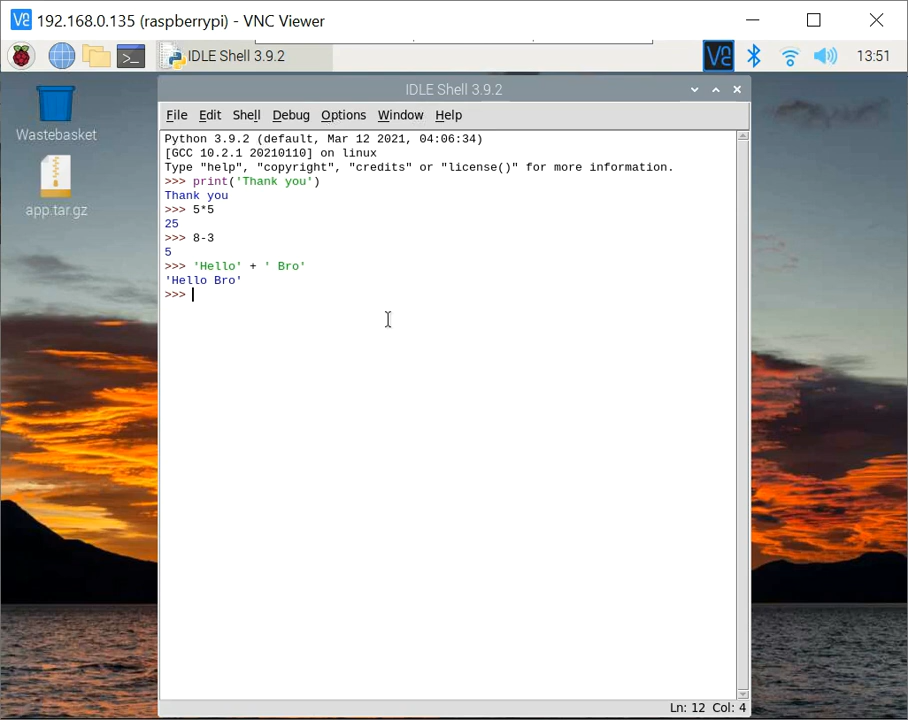 192.168.0.135 (raspberrypi) - VNC Viewer
IDLE Shell 3.9.2
13:51
Wastebasket
app.tar.gz
IDLE Shell 3.9.2
File Edit Shell Debug Options Window Help
Python 3.9.2 (default, Mar 12 2021, 04:06:34)
[GCC 10.2.1 20210110] on linux
Type "help", "copyright", "credits" or "license()" for more information.
>>> print('Thank you')
Thank you
>>> 5*5
25
>>> 8-3
5
>>> 'Hello' + ' Bro'
'Hello Bro'
>>>
Ln: 12 Col: 4